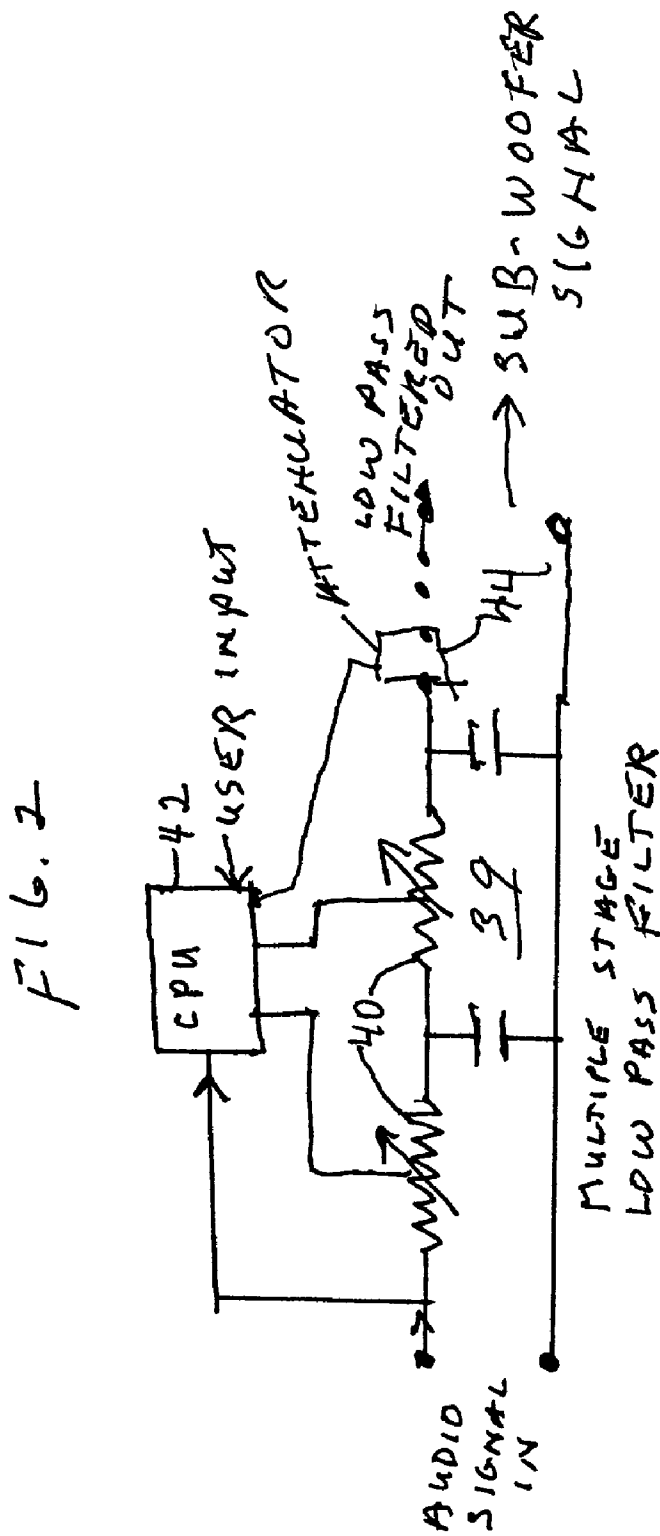 FIG. 2
CPU
42
USER INPUT
ATTENUATOR
LOW PASS
FILTERED
OUT
40
39
44
AUDIO
SIGNAL
IN
MULTIPLE STAGE
LOW PASS FILTER
SUB-WOOFER
SIGNAL